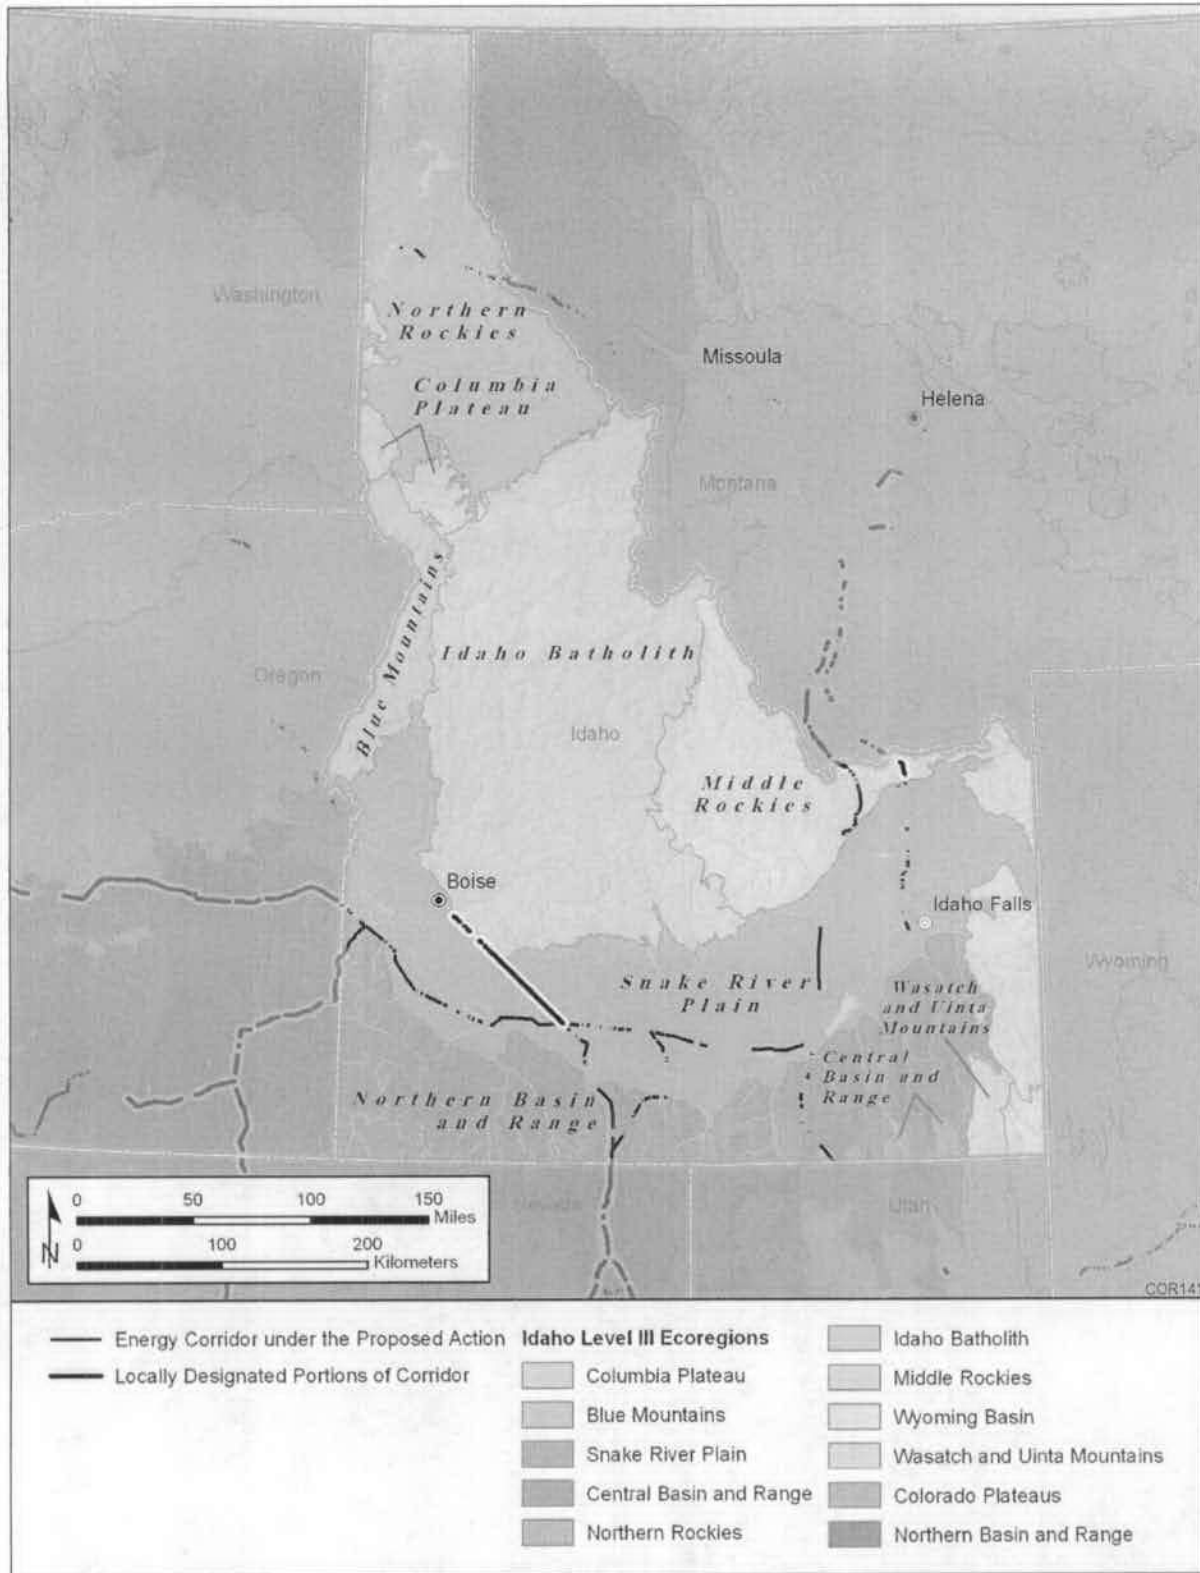 Washington
Northern
Rockies
Missoula
Columbia
Plateau
Helena
Montana
Blue Mountains
Idaho Batholith
Oregon
Idaho
Middle
Rockies
Boise
Idaho Falls
Wyoming
Snake River
Plain
Wasatch
and Uinta
Mountains
Central
Basin and
Range
Northern Basin
and Range
0 50 100 150
Miles
0 100 200
Kilometers
N
Nevada
Utah
COR141
Energy Corridor under the Proposed Action
Locally Designated Portions of Corridor
Idaho Level III Ecoregions
Columbia Plateau
Blue Mountains
Snake River Plain
Central Basin and Range
Northern Rockies
Idaho Batholith
Middle Rockies
Wyoming Basin
Wasatch and Uinta Mountains
Colorado Plateaus
Northern Basin and Range